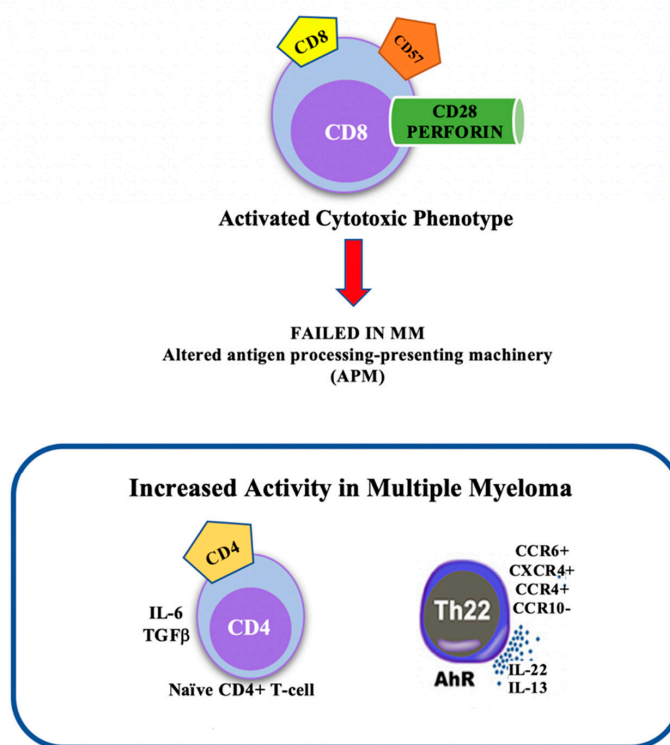 CD8
CD57
CD8
CD28
PERFORIN
Activated Cytotoxic Phenotype
FAILED IN MM
Altered antigen processing-presenting machinery
(APM)
Increased Activity in Multiple Myeloma
CD4
IL-6
TGFβ
CD4
Naïve CD4+ T-cell
CCR6+
CXCR4+
CCR4+
CCR10-
Th22
AhR
IL-22
IL-13